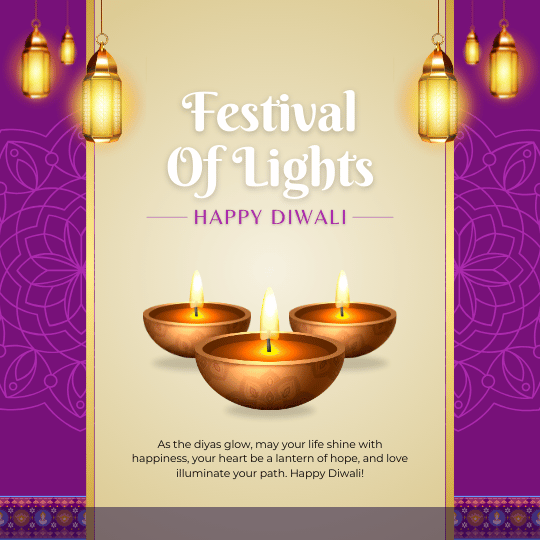 Festival
Of Lights
HAPPY DIWALI
As the diyas glow, may your life shine with
happiness, your heart be a lantern of hope, and love
illuminate your path. Happy Diwali!